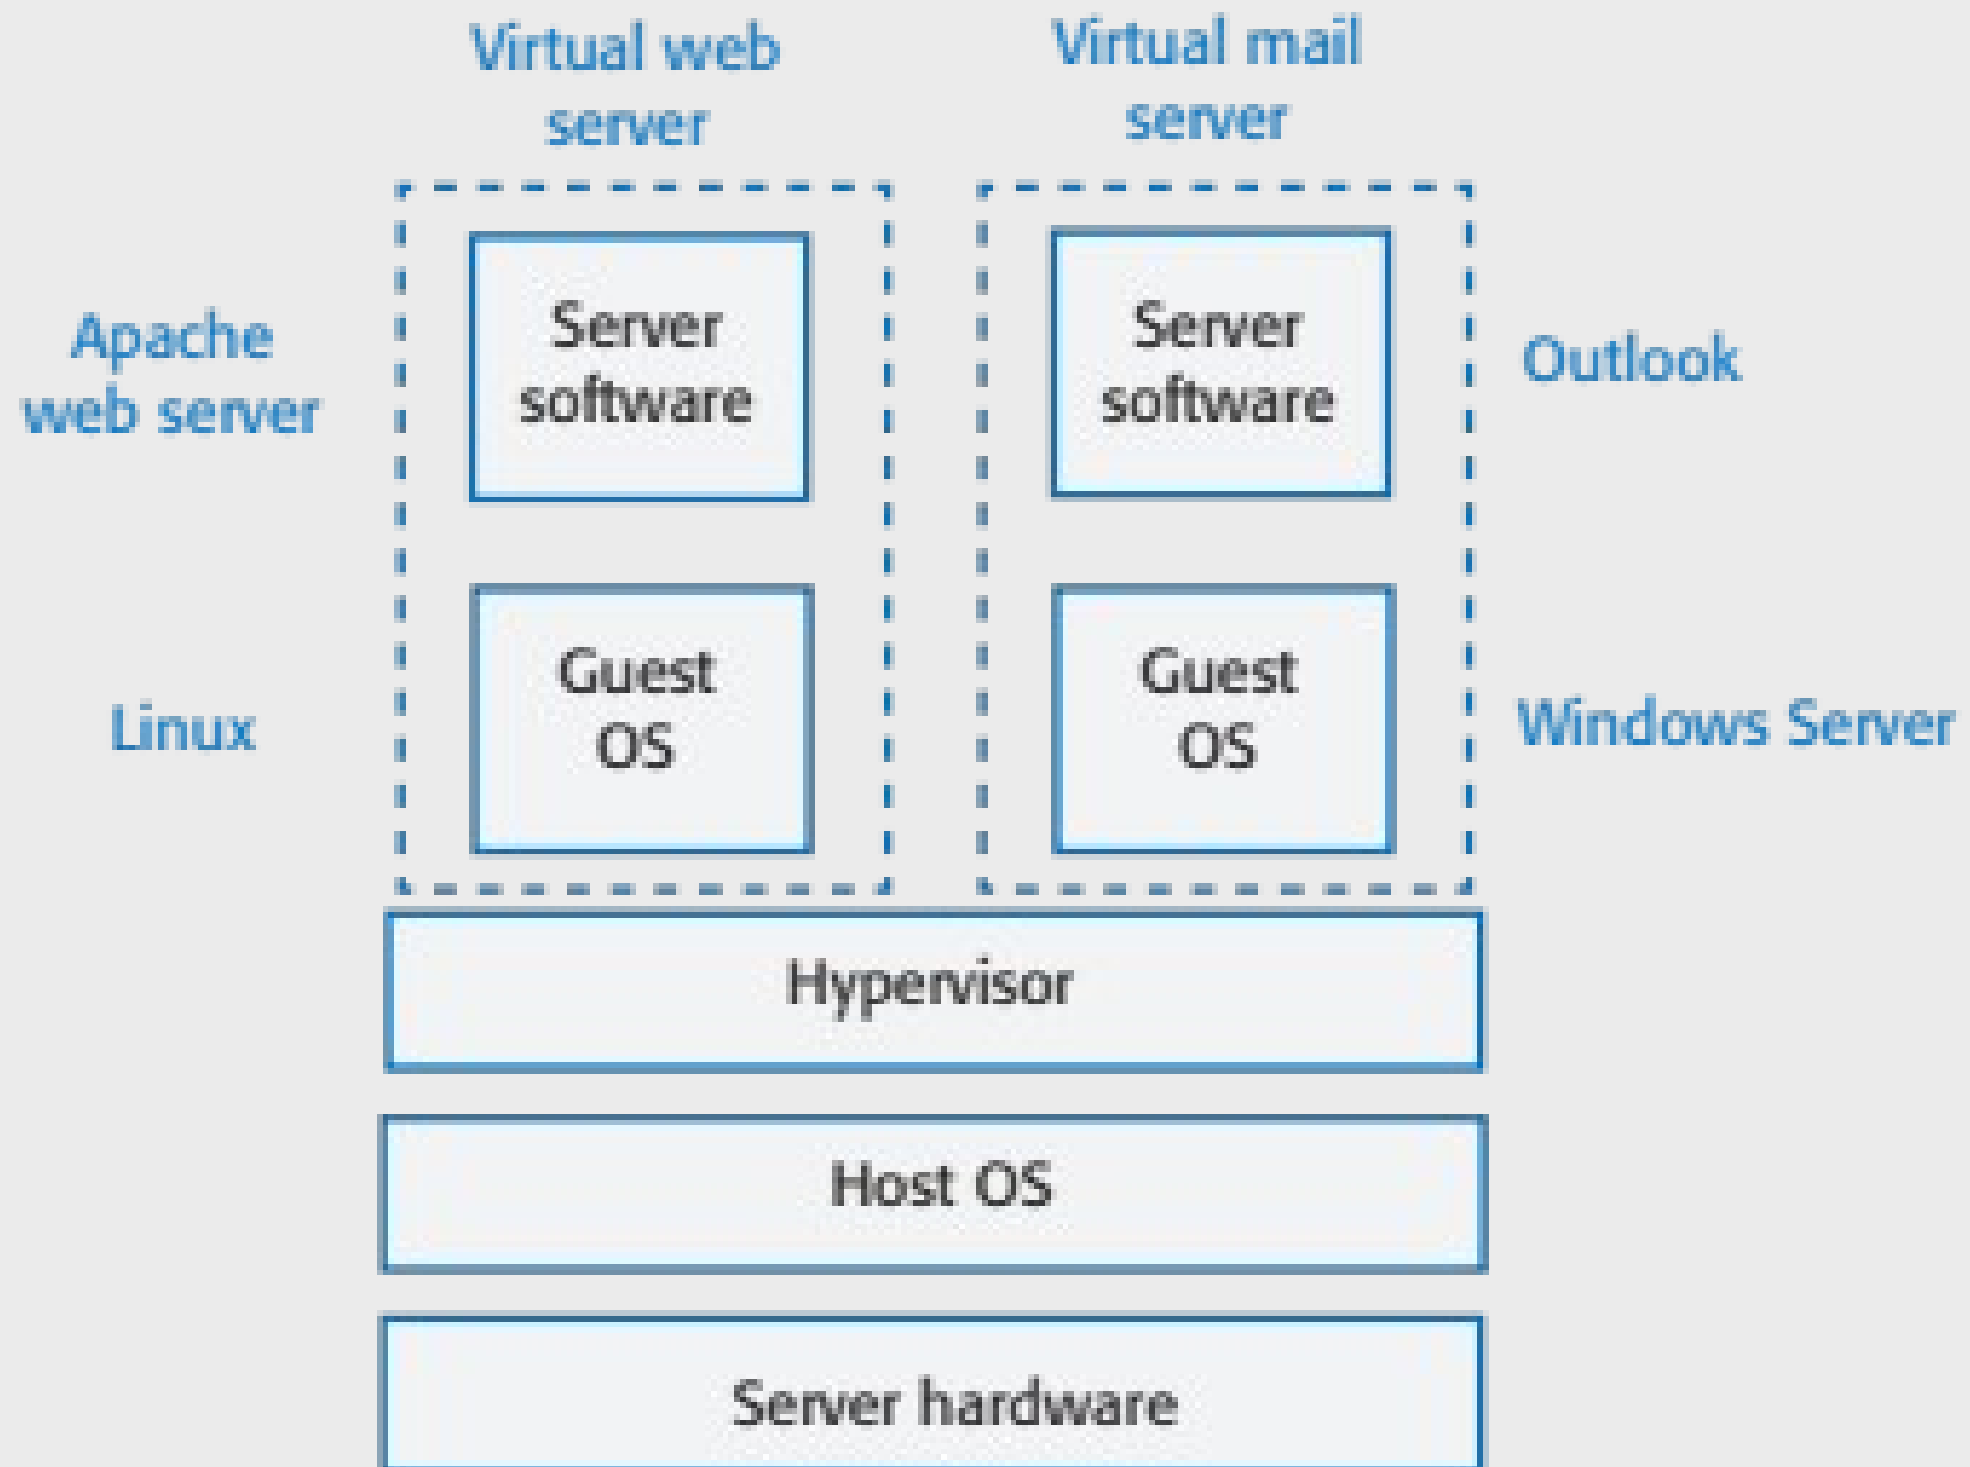 Virtual web
server
Virtual mail
server
Apache
web server
Server
software
Server
software
Outlook
Linux
Guest
OS
Guest
OS
Windows Server
Hypervisor
Host OS
Server hardware